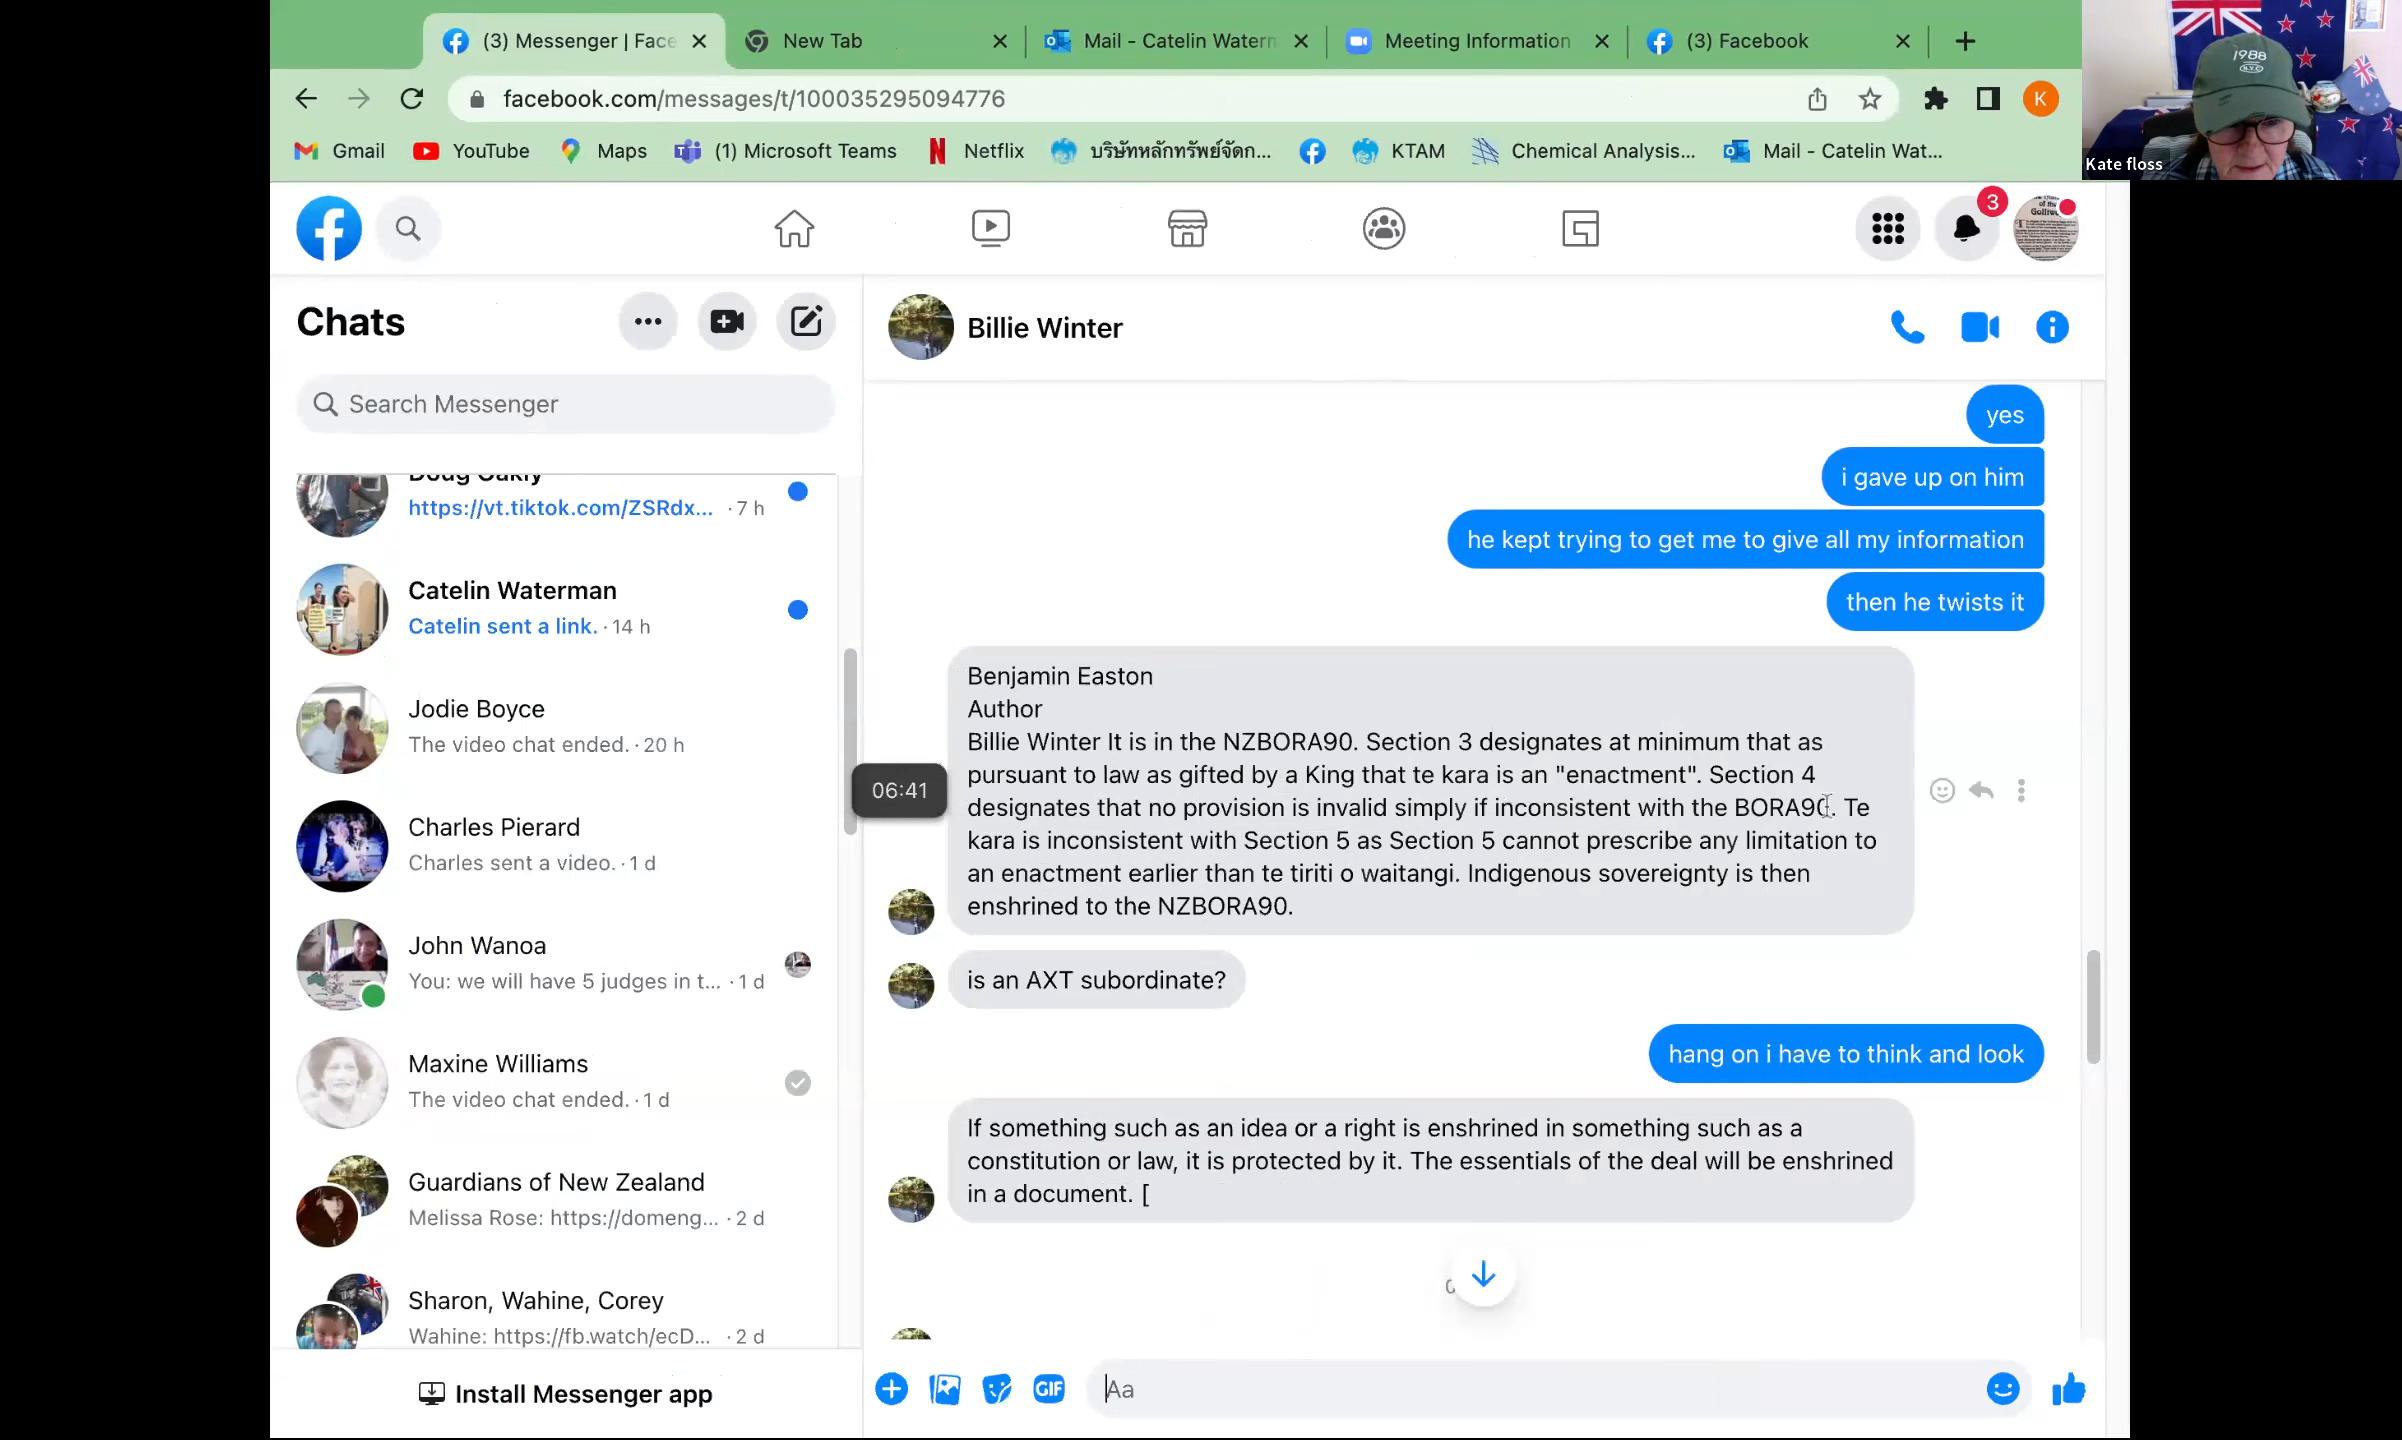 (3) Messenger | Face
New Tab
Mail - Catelin Watern
Meeting Information
(3) Facebook
facebook.com/messages/t/100035295094776
K
Gmail
YouTube
Maps
(1) Microsoft Teams
Netflix
บริษัทหลักทรัพย์จัดก...
KTAM
Chemical Analysis...
Mail - Catelin Wat...
1988
N.Y.C
Kate floss
3
Chats
Search Messenger
Doug Oakly
https://vt.tiktok.com/ZSRdx... · 7 h
Catelin Waterman
Catelin sent a link. · 14 h
Jodie Boyce
The video chat ended. · 20 h
Charles Pierard
Charles sent a video. · 1 d
John Wanoa
You: we will have 5 judges in t... · 1 d
Maxine Williams
The video chat ended. · 1 d
Guardians of New Zealand
Melissa Rose: https://domeng... · 2 d
Sharon, Wahine, Corey
Wahine: https://fb.watch/ecD... · 2 d
Install Messenger app
Billie Winter
yes
i gave up on him
he kept trying to get me to give all my information
then he twists it
06:41
Benjamin Easton
Author
Billie Winter It is in the NZBORA90. Section 3 designates at minimum that as
pursuant to law as gifted by a King that te kara is an "enactment". Section 4
designates that no provision is invalid simply if inconsistent with the BORA90. Te
kara is inconsistent with Section 5 as Section 5 cannot prescribe any limitation to
an enactment earlier than te tiriti o waitangi. Indigenous sovereignty is then
enshrined to the NZBORA90.
is an AXT subordinate?
hang on i have to think and look
If something such as an idea or a right is enshrined in something such as a
constitution or law, it is protected by it. The essentials of the deal will be enshrined
in a document. [
GIF
Aa